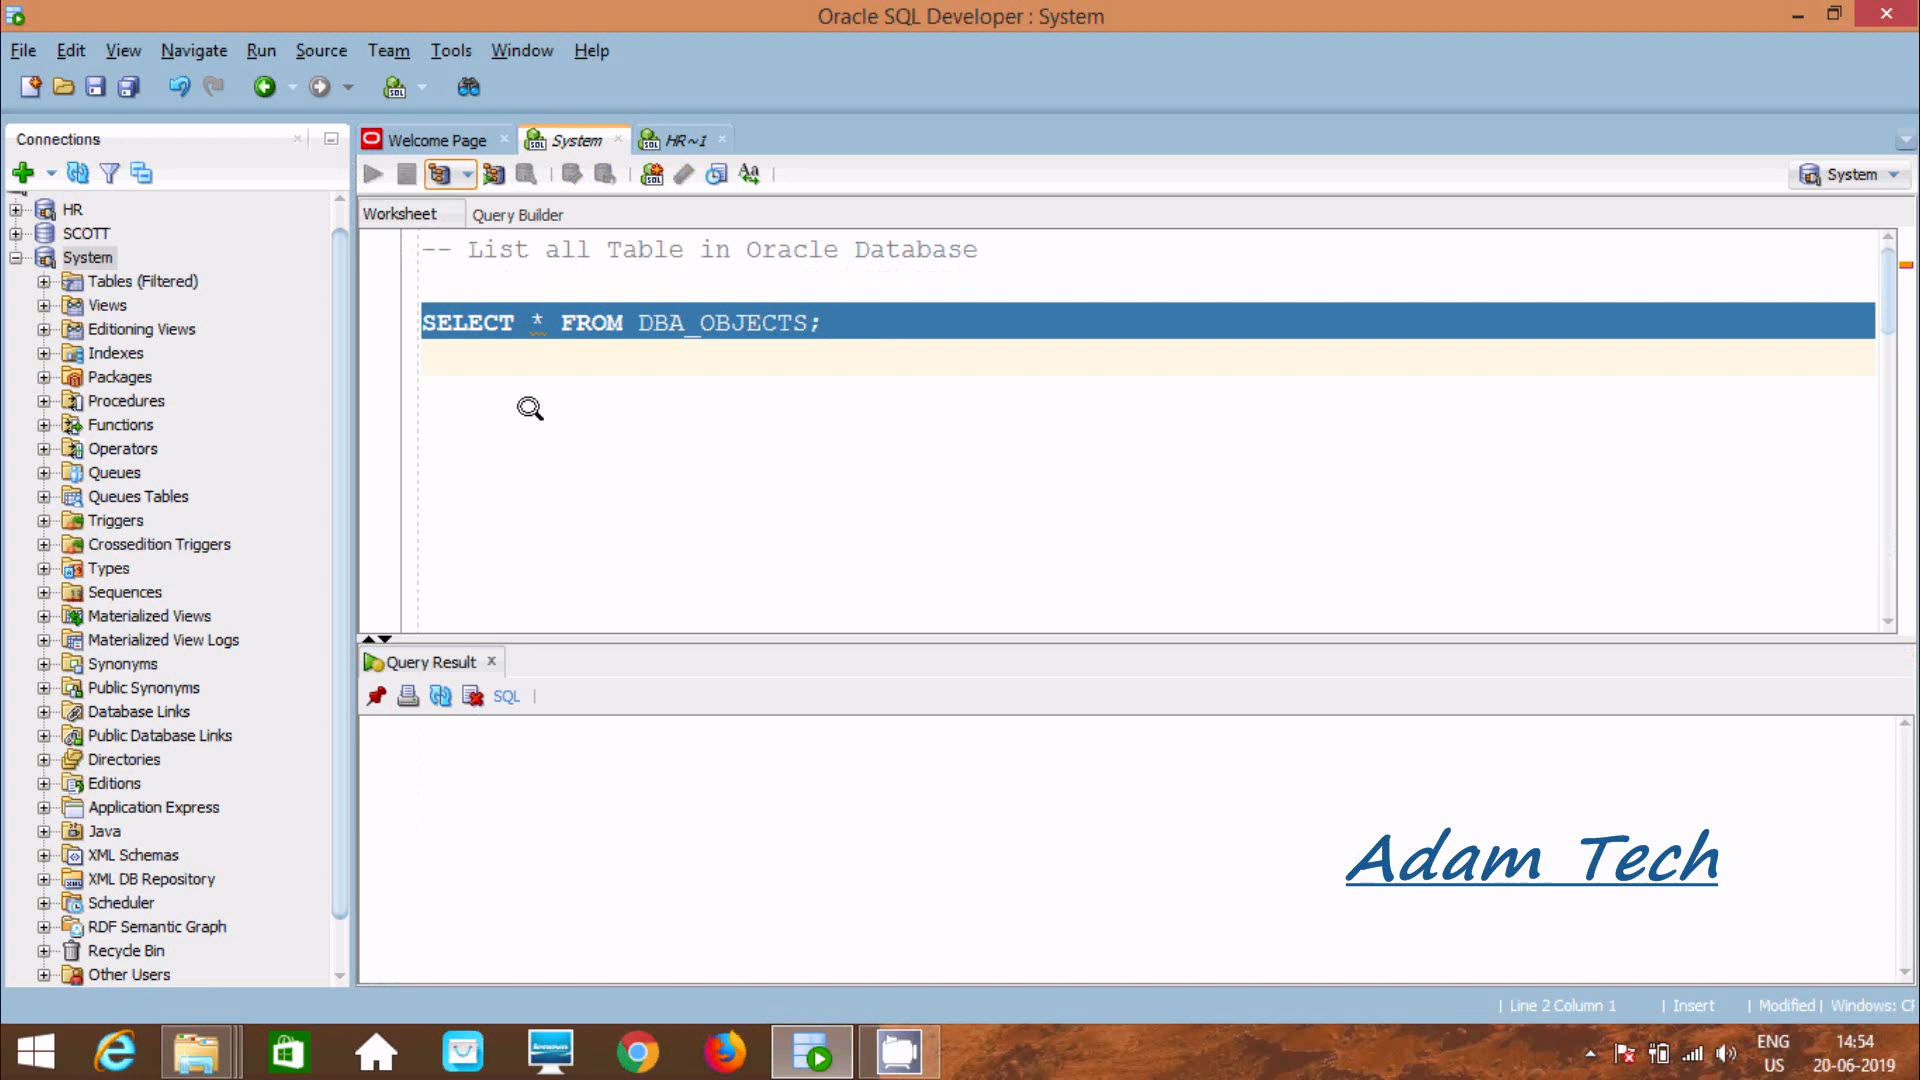 Oracle SQL Developer : System
File Edit View Navigate Run Source Team Tools Window Help
Connections
Welcome Page
System
HR~1
System
Worksheet
Query Builder
HR
SCOTT
System
Tables (Filtered)
Views
Editioning Views
Indexes
Packages
Procedures
Functions
Operators
Queues
Queues Tables
Triggers
Crossedition Triggers
Types
Sequences
Materialized Views
Materialized View Logs
Synonyms
Public Synonyms
Database Links
Public Database Links
Directories
Editions
Application Express
Java
XML Schemas
XML DB Repository
Scheduler
RDF Semantic Graph
Recycle Bin
Other Users
-- List all Table in Oracle Database
SELECT * FROM DBA_OBJECTS;
Query Result
SQL
Adam Tech
Line 2 Column 1 | Insert | Modified | Windows:
ENG
US
14:54
20-06-2019